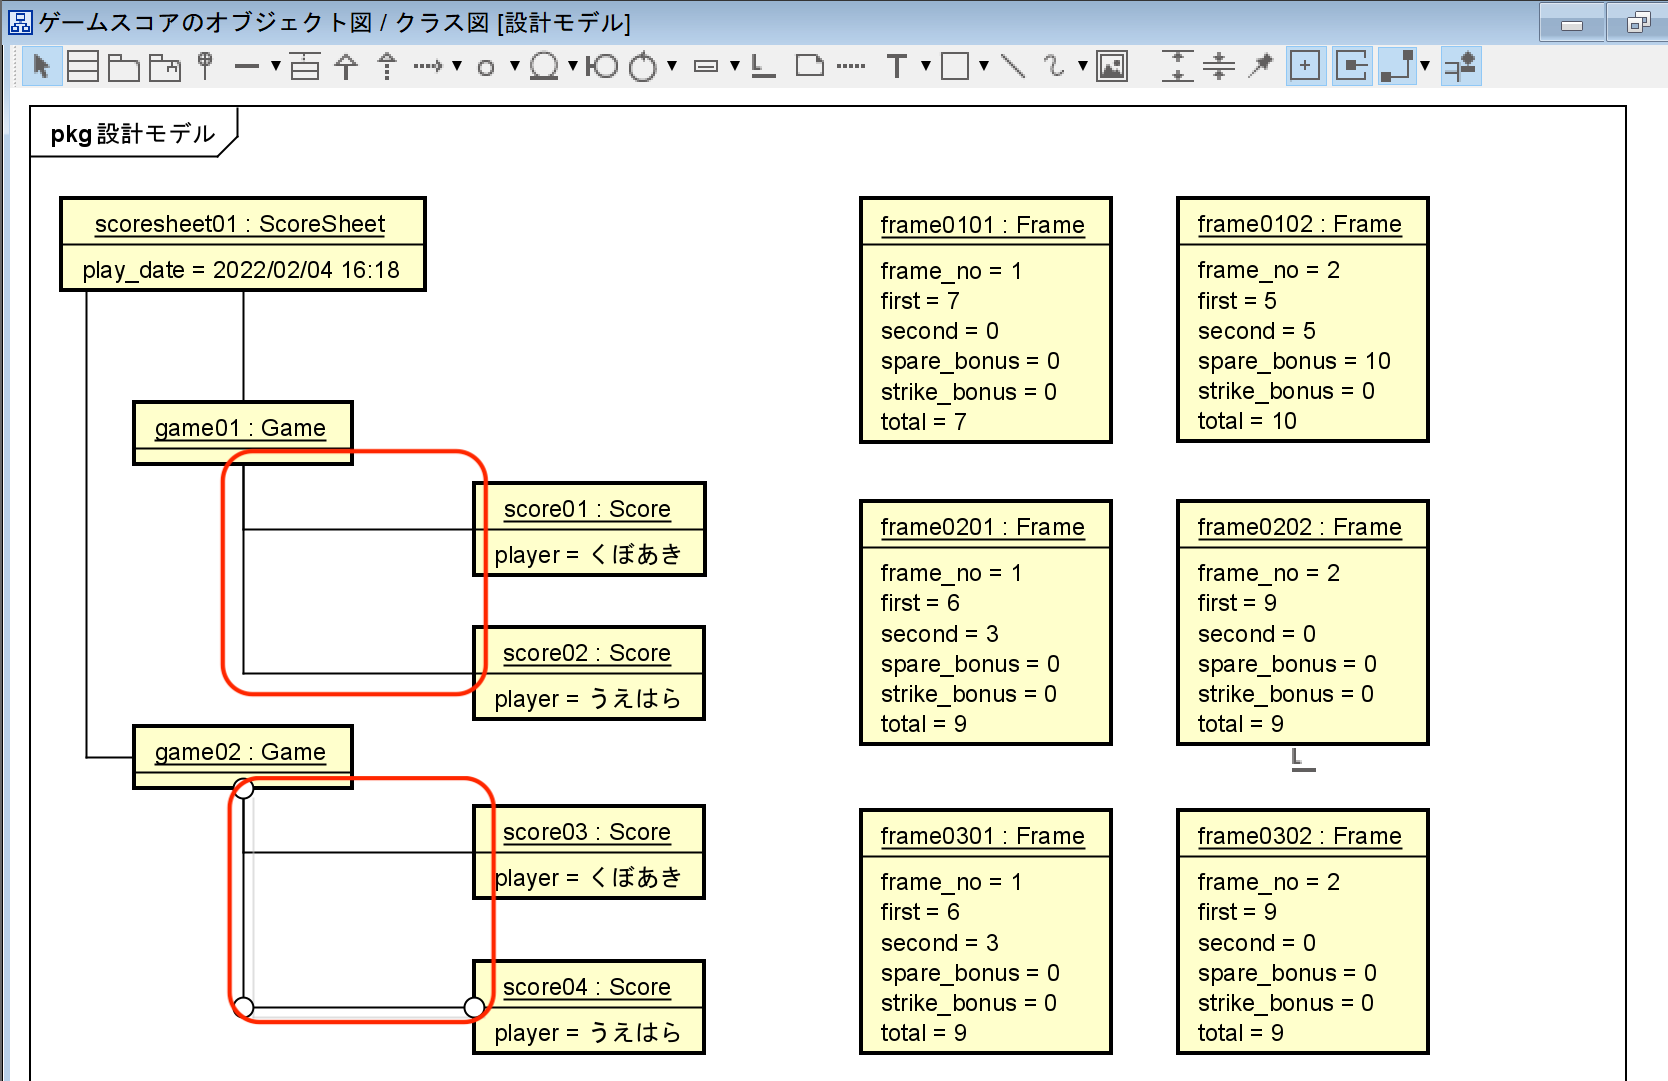 ゲームスコアのオブジェクト図 / クラス図 [設計モデル]
pkg 設計モデル
scoresheet01 : ScoreSheet
play_date = 2022/02/04 16:18
game01 : Game
score01 : Score
player = くぼあき
score02 : Score
player = うえはら
game02 : Game
score03 : Score
player = くぼあき
score04 : Score
player = うえはら
frame0101 : Frame
frame_no = 1
first = 7
second = 0
spare_bonus = 0
strike_bonus = 0
total = 7
frame0102 : Frame
frame_no = 2
first = 5
second = 5
spare_bonus = 10
strike_bonus = 0
total = 10
frame0201 : Frame
frame_no = 1
first = 6
second = 3
spare_bonus = 0
strike_bonus = 0
total = 9
frame0202 : Frame
frame_no = 2
first = 9
second = 0
spare_bonus = 0
strike_bonus = 0
total = 9
frame0301 : Frame
frame_no = 1
first = 6
second = 3
spare_bonus = 0
strike_bonus = 0
total = 9
frame0302 : Frame
frame_no = 2
first = 9
second = 0
spare_bonus = 0
strike_bonus = 0
total = 9